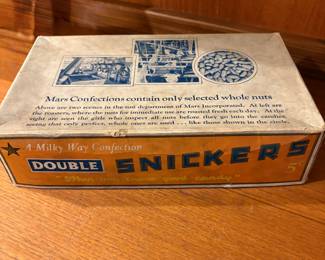 Mars Confections contain only selected whole nuts
Above are two scenes in the nut department of Mars Incorporated. At left are
the roasters, where the nuts for immediate use are roasted fresh each day. At the
right are seen the girls who inspect all nuts before they go into the candies,
seeing that only perfect, whole ones are used... like those shown in the circle.
A Milky Way Confection
DOUBLE SNICKERS
5